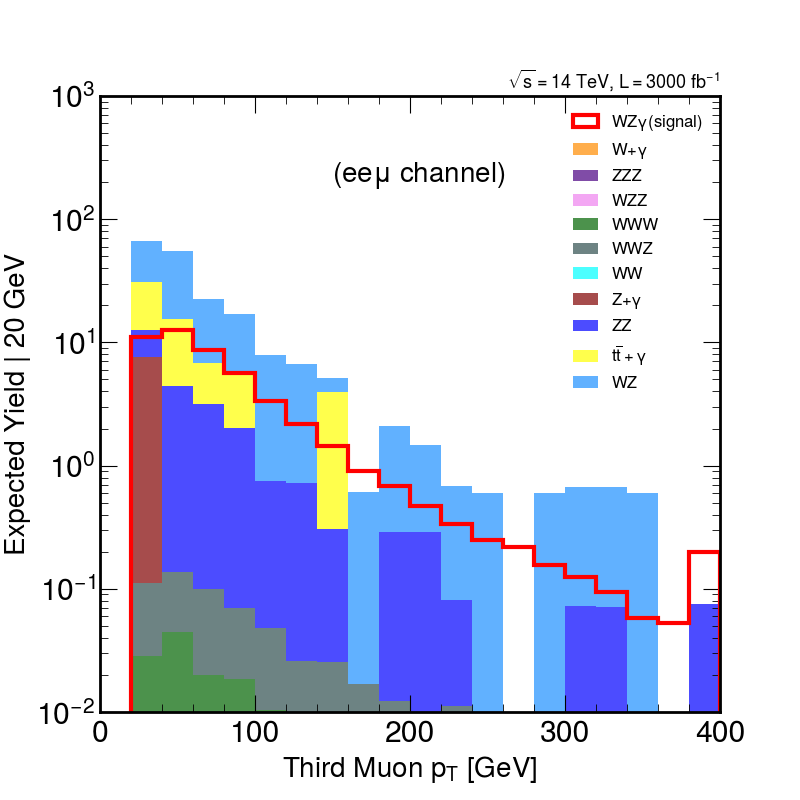 √s = 14 TeV, L = 3000 fb⁻¹
10³
WZγ(signal)
W+γ
(eeμ channel)
ZZZ
WZZ
10²
WWW
WWZ
WW
Z+γ
ZZ
10¹
tt̄ + γ
WZ
10⁰
10⁻¹
10⁻²
Expected Yield | 20 GeV
0 100 200 300 400
Third Muon p_T [GeV]